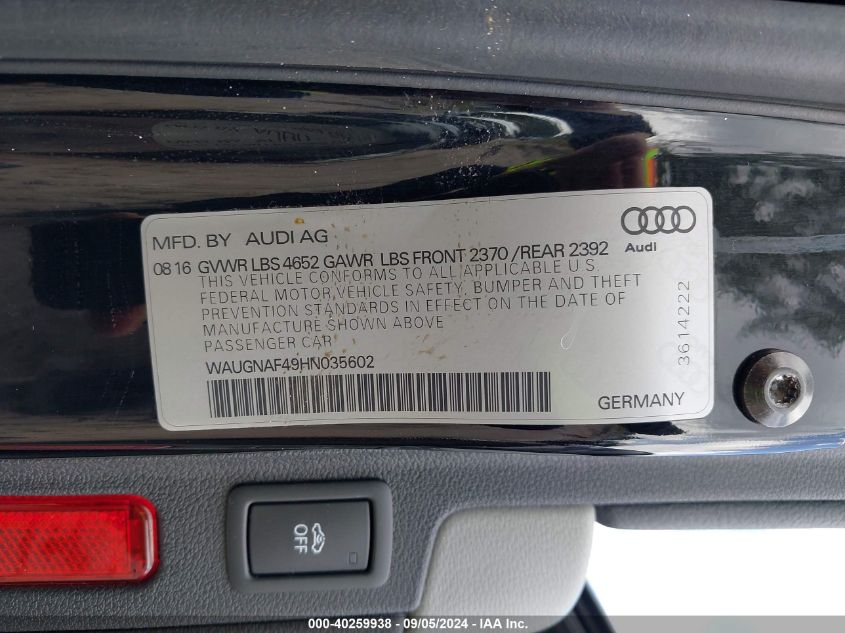 MFD. BY AUDI AG
Audi
08 16 GVWR LBS 4652 GAWR LBS FRONT 2370 /REAR 2392
THIS VEHICLE CONFORMS TO ALL APPLICABLE U.S.
FEDERAL MOTOR VEHICLE SAFETY, BUMPER AND THEFT
PREVENTION STANDARDS IN EFFECT ON THE DATE OF
MANUFACTURE SHOWN ABOVE
PASSENGER CAR
WAUGNAF49HN035602
GERMANY
3614222
OFF
000-40259938 - 09/05/2024 - IAA Inc.